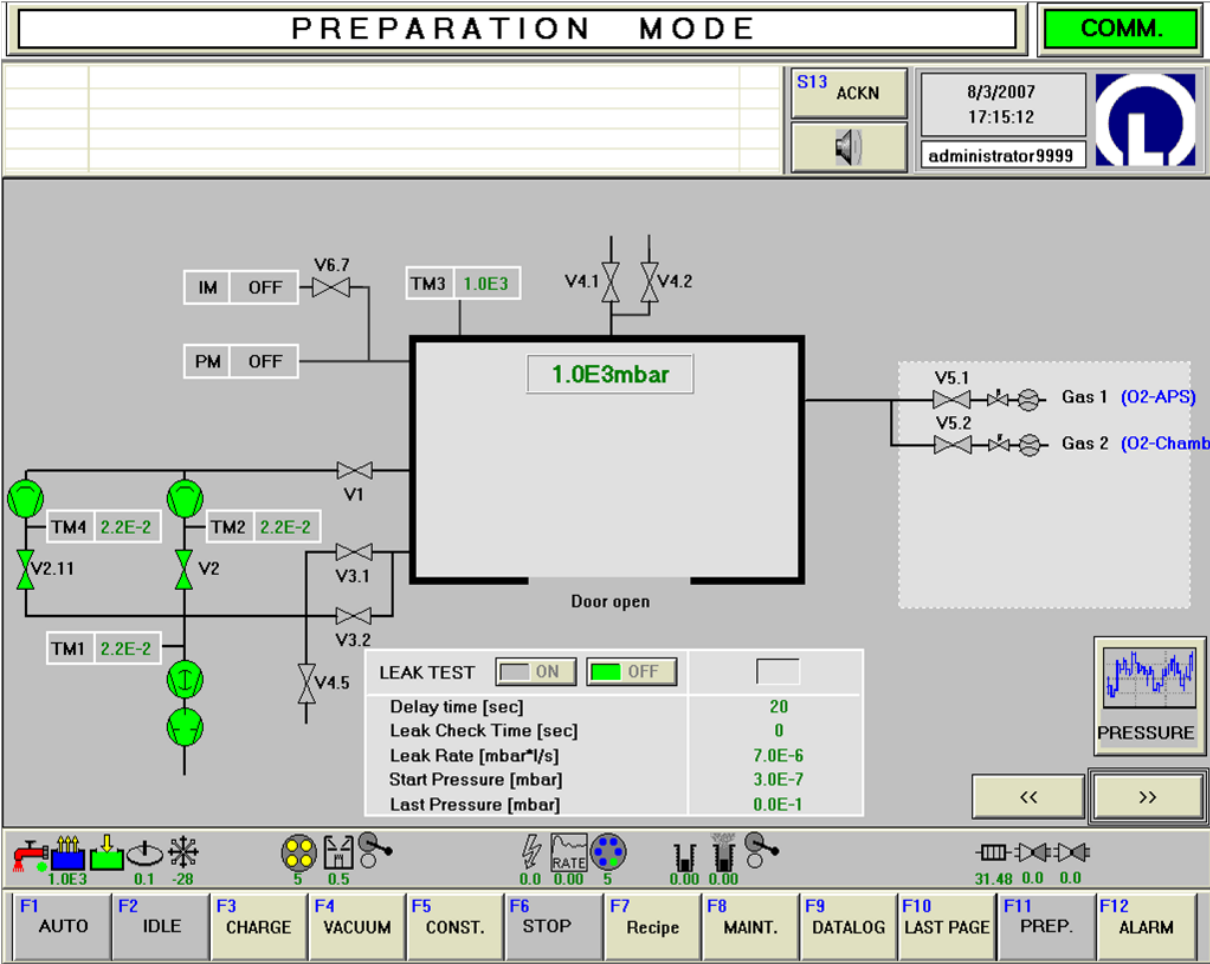 PREPARATION MODE
COMM.
S13 ACKN
8/3/2007
17:15:12
administrator9999
L
V6.7
IM OFF
TM3 1.0E3
V4.1
V4.2
PM OFF
1.0E3mbar
V5.1
Gas 1 (O2-APS)
V5.2
Gas 2 (O2-Chamb
V1
TM4 2.2E-2
TM2 2.2E-2
V2.11
V2
V3.1
Door open
V3.2
TM1 2.2E-2
V4.5
LEAK TEST ON OFF
Delay time [sec] 20
Leak Check Time [sec] 0
Leak Rate [mbar*l/s] 7.0E-6
Start Pressure [mbar] 3.0E-7
Last Pressure [mbar] 0.0E-1
PRESSURE
<< >>
RATE
1.0E3 0.1 -28 5 0.5 0.0 0.00 5 0.00 0.00 31.48 0.0 0.0
F1 F2 F3 F4 F5 F6 F7 F8 F9 F10 F11 F12
AUTO IDLE CHARGE VACUUM CONST. STOP Recipe MAINT. DATALOG LAST PAGE PREP. ALARM